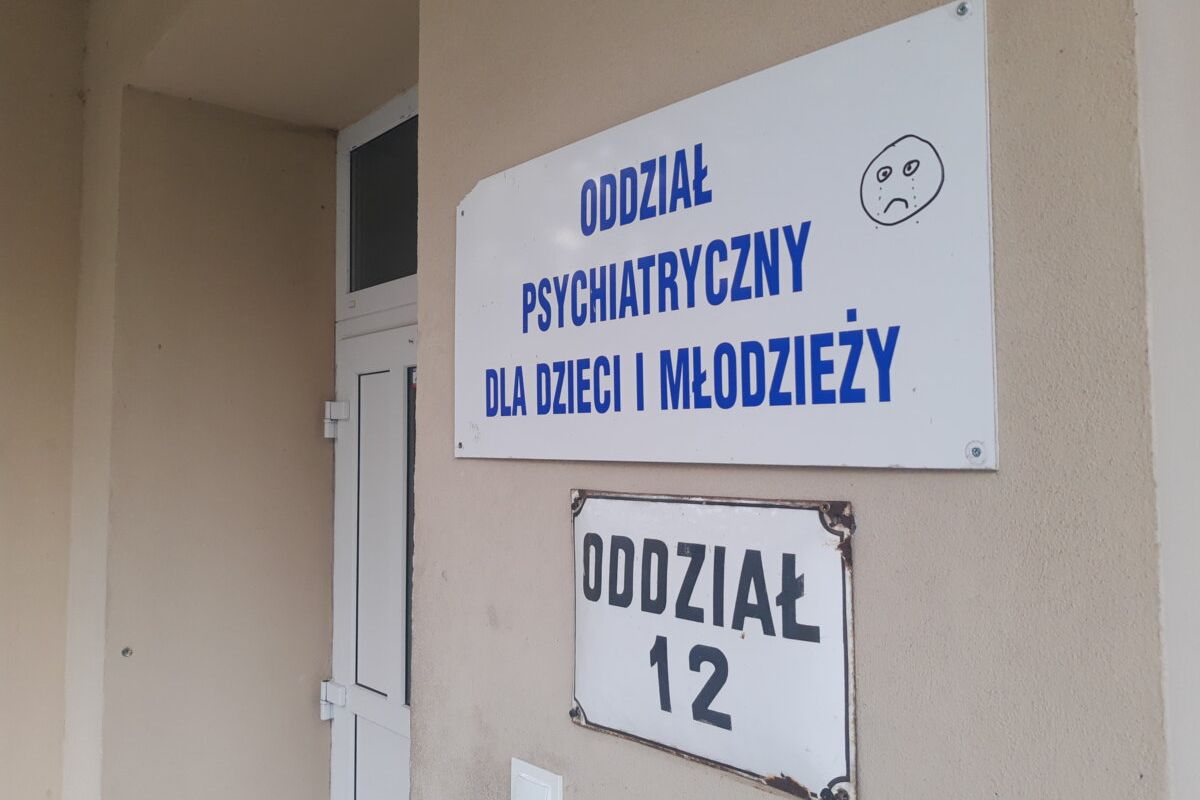 ODDZIAŁ
PSYCHIATRYCZNY
DLA DZIECI I MŁODZIEŻY
ODDZIAŁ
12